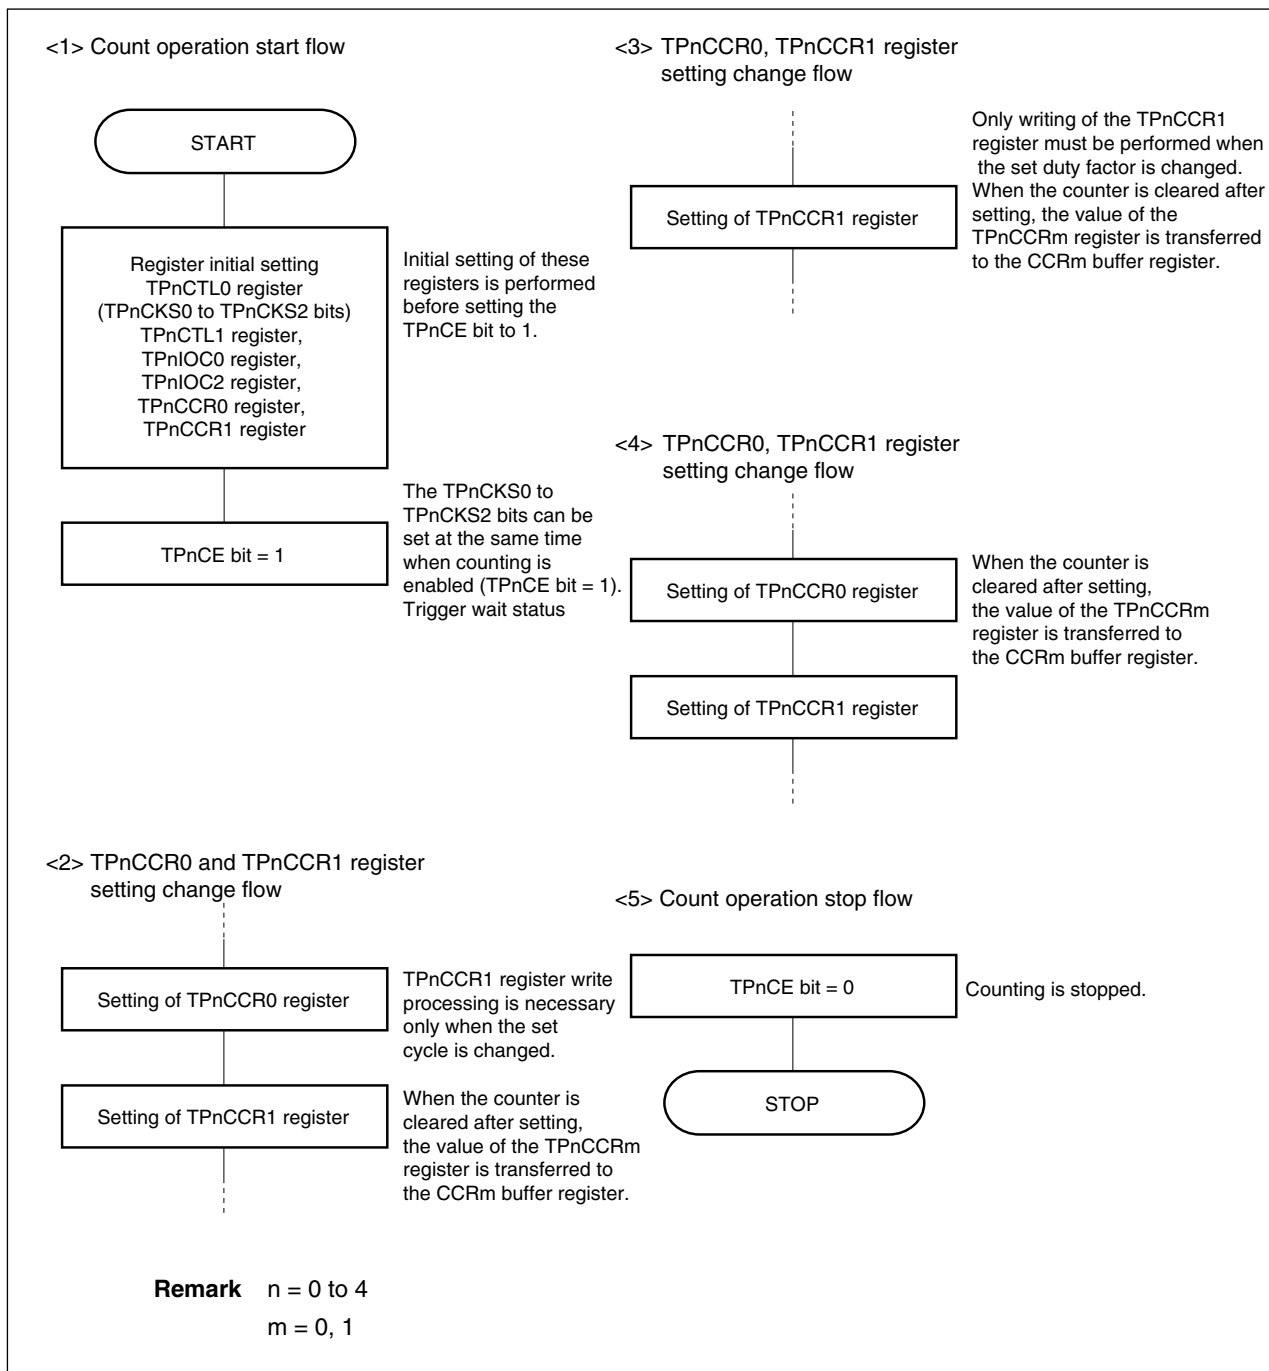 <1> Count operation start flow
START
Register initial setting
TPnCTL0 register
(TPnCKS0 to TPnCKS2 bits)
TPnCTL1 register,
TPnIOC0 register,
TPnIOC2 register,
TPnCCR0 register,
TPnCCR1 register
Initial setting of these
registers is performed
before setting the
TPnCE bit to 1.
TPnCE bit = 1
The TPnCKS0 to
TPnCKS2 bits can be
set at the same time
when counting is
enabled (TPnCE bit = 1).
Trigger wait status
<2> TPnCCR0 and TPnCCR1 register
setting change flow
Setting of TPnCCR0 register
TPnCCR1 register write
processing is necessary
only when the set
cycle is changed.
Setting of TPnCCR1 register
When the counter is
cleared after setting,
the value of the TPnCCRm
register is transferred to
the CCRm buffer register.
<3> TPnCCR0, TPnCCR1 register
setting change flow
Setting of TPnCCR1 register
Only writing of the TPnCCR1
register must be performed when
the set duty factor is changed.
When the counter is cleared after
setting, the value of the
TPnCCRm register is transferred
to the CCRm buffer register.
<4> TPnCCR0, TPnCCR1 register
setting change flow
Setting of TPnCCR0 register
When the counter is
cleared after setting,
the value of the TPnCCRm
register is transferred to
the CCRm buffer register.
Setting of TPnCCR1 register
<5> Count operation stop flow
TPnCE bit = 0
Counting is stopped.
STOP
Remark n = 0 to 4
m = 0, 1